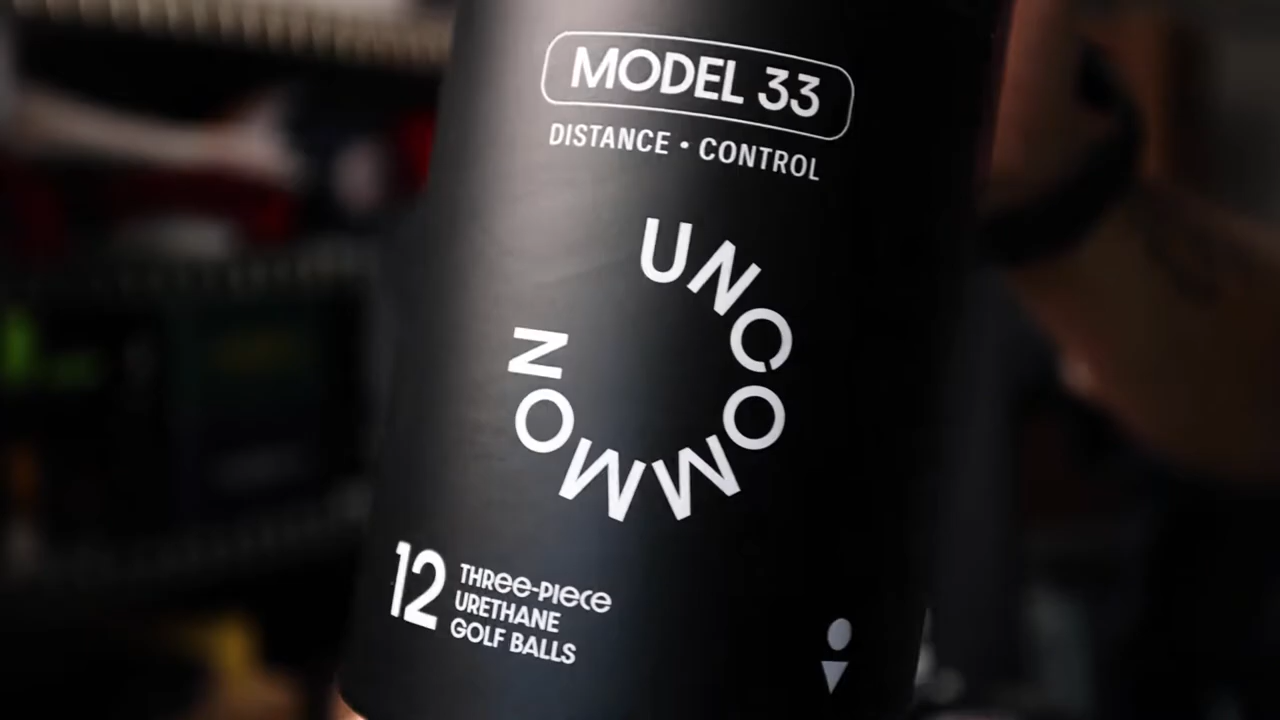 MODEL 33
DISTANCE • CONTROL
UNCOMMON
12
THRee-PIece
URETHANE
GOLF BALLS